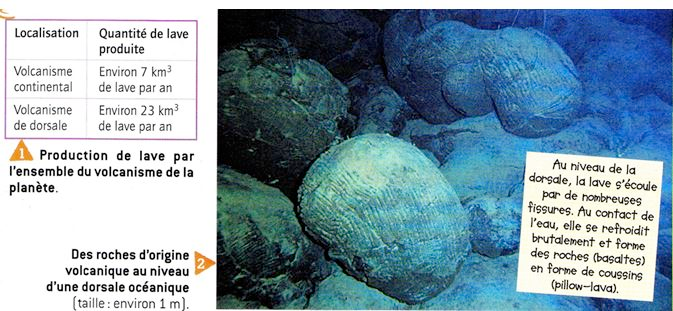 Localisation
Quantité de lave
produite
Volcanisme
continental
Environ 7 km³
de lave par an
Volcanisme
de dorsale
Environ 23 km³
de lave par an
1 Production de lave par
l'ensemble du volcanisme de la
planète.
Des roches d'origine
volcanique au niveau
d'une dorsale océanique
(taille : environ 1 m).
2
Au niveau de la
dorsale, la lave s'écoule
par de nombreuses
fissures. Au contact de
l'eau, elle se refroidit
brutalement et forme
des roches (basaltes)
en forme de coussins
(pillow-lava).